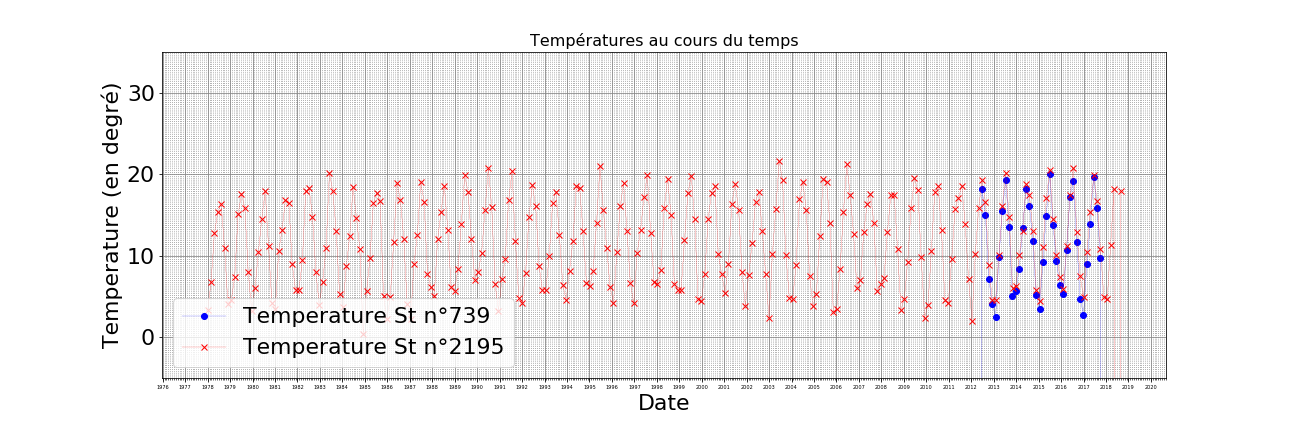 Températures au cours du temps
Temperature (en degré)
30
20
10
0
Temperature St n°739
Temperature St n°2195
1976 1977 1978 1979 1980 1981 1982 1983 1984 1985 1986 1987 1988 1989 1990 1991 1992 1993 1994 1995 1996 1997 1998 1999 2000 2001 2002 2003 2004 2005 2006 2007 2008 2009 2010 2011 2012 2013 2014 2015 2016 2017 2018 2019 2020
Date